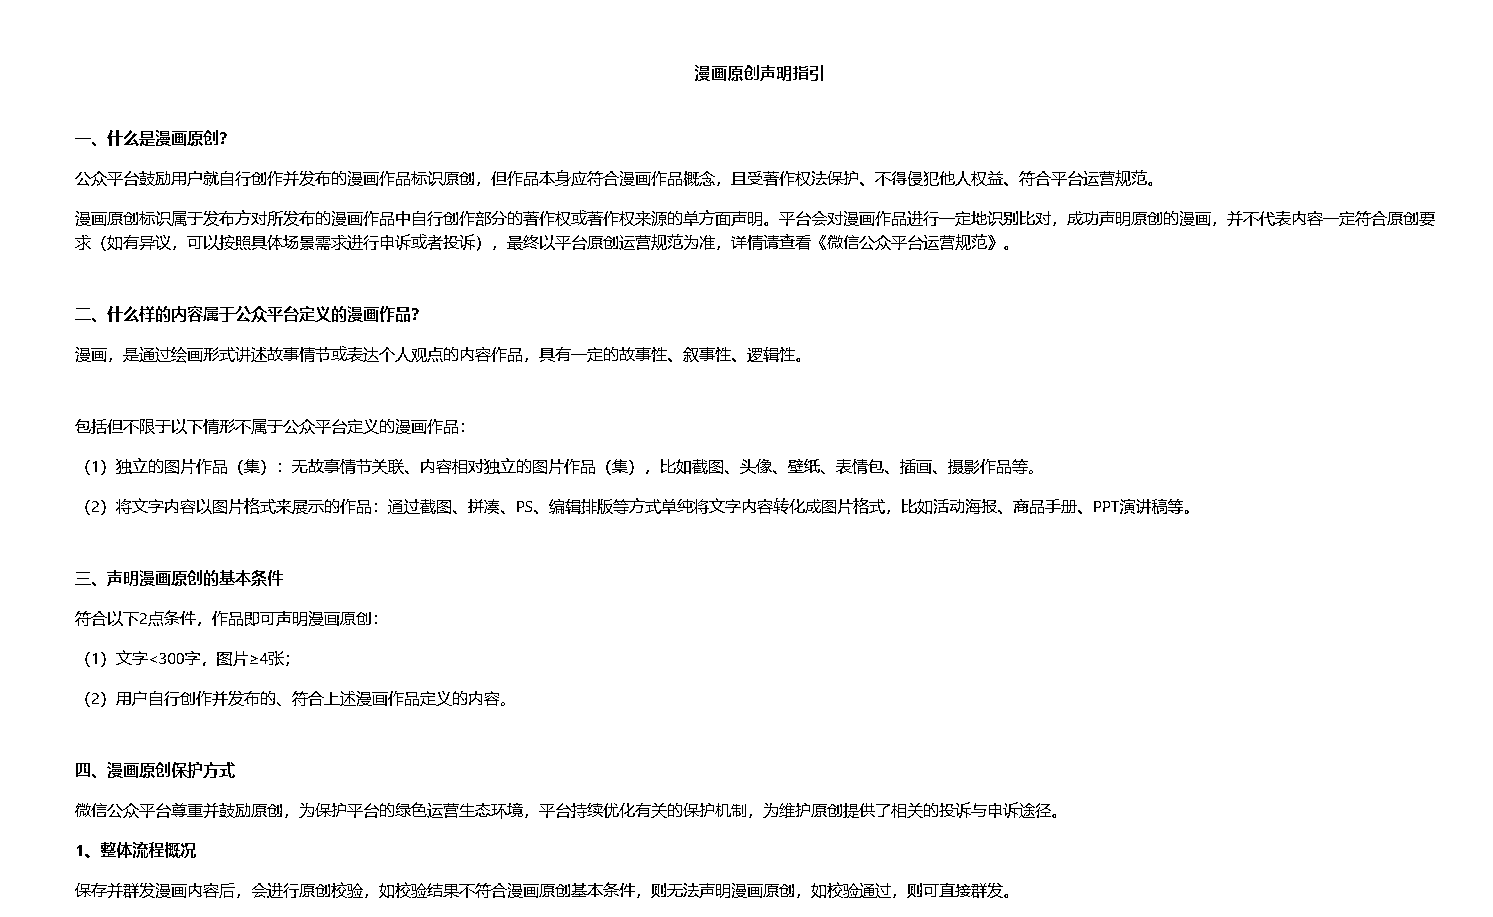 漫画原创声明指引
一、什么是漫画原创?
公众平台鼓励用户就自行创作并发布的漫画作品标识原创，但作品本身应符合漫画作品概念，且受著作权法保护、不得侵犯他人权益、符合平台运营规范。
漫画原创标识属于发布方对所发布的漫画作品中自行创作部分的著作权或著作权来源的单方面声明。平台会对漫画作品进行一定地识别比对，成功声明原创的漫画，并不代表内容一定符合原创要
求（如有异议，可以按照具体场景需求进行申诉或者投诉），最终以平台原创运营规范为准，详情请查看《微信公众平台运营规范》。
二、什么样的内容属于公众平台定义的漫画作品?
漫画，是通过绘画形式讲述故事情节或表达个人观点的内容作品，具有一定的故事性、叙事性、逻辑性。
包括但不限于以下情形不属于公众平台定义的漫画作品：
（1）独立的图片作品（集）：无故事情节关联、内容相对独立的图片作品（集），比如截图、头像、壁纸、表情包、插画、摄影作品等。
（2）将文字内容以图片格式来展示的作品：通过截图、拼凑、PS、编辑排版等方式单纯将文字内容转化成图片格式，比如活动海报、商品手册、PPT演讲稿等。
三、声明漫画原创的基本条件
符合以下2点条件，作品即可声明漫画原创：
（1）文字<300字，图片≥4张；
（2）用户自行创作并发布的、符合上述漫画作品定义的内容。
四、漫画原创保护方式
微信公众平台尊重并鼓励原创，为保护平台的绿色运营生态环境，平台持续优化有关的保护机制，为维护原创提供了相关的投诉与申诉途径。
1、整体流程概况
保存并群发漫画内容后，会进行原创校验，如校验结果不符合漫画原创基本条件，则无法声明漫画原创，如校验通过，则可直接群发。